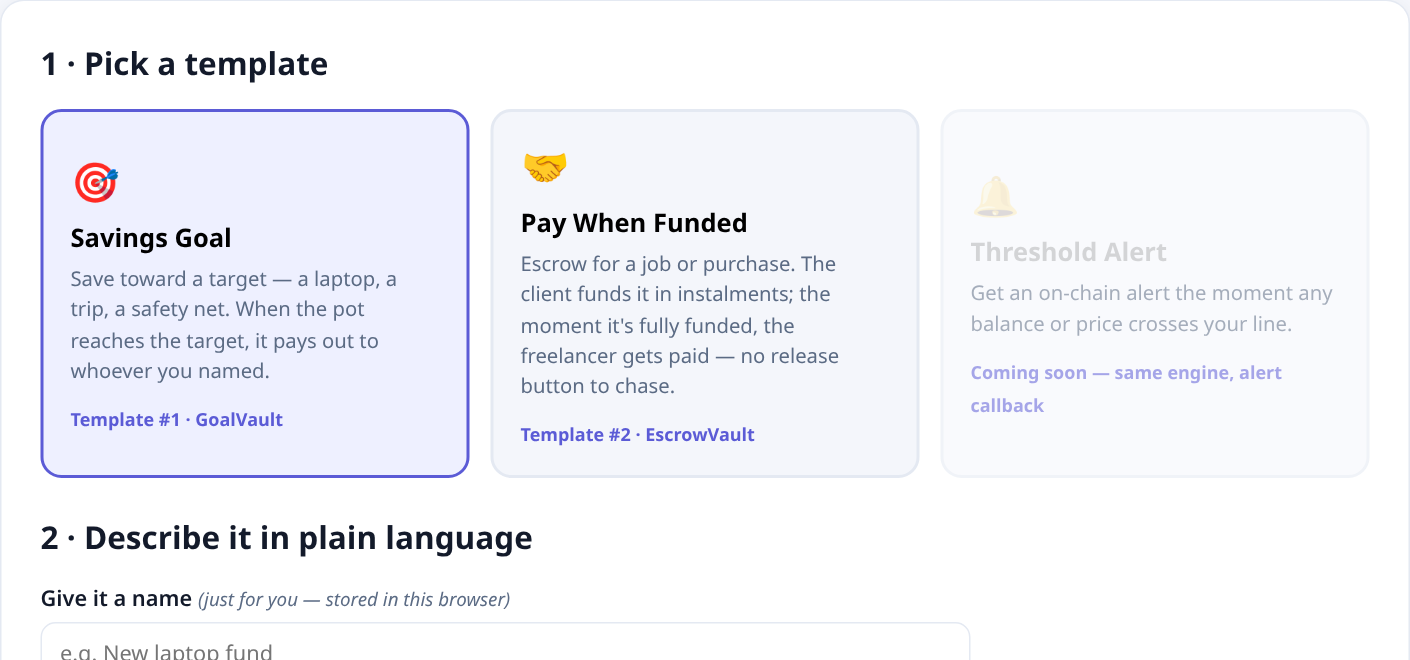 1 · Pick a template
Savings Goal
Save toward a target — a laptop, a
trip, a safety net. When the pot
reaches the target, it pays out to
whoever you named.
Template #1 · GoalVault
Pay When Funded
Escrow for a job or purchase. The
client funds it in instalments; the
moment it's fully funded, the
freelancer gets paid — no release
button to chase.
Template #2 · EscrowVault
Threshold Alert
Get an on-chain alert the moment any
balance or price crosses your line.
Coming soon — same engine, alert
callback
2 · Describe it in plain language
Give it a name (just for you — stored in this browser)
e.g. New laptop fund